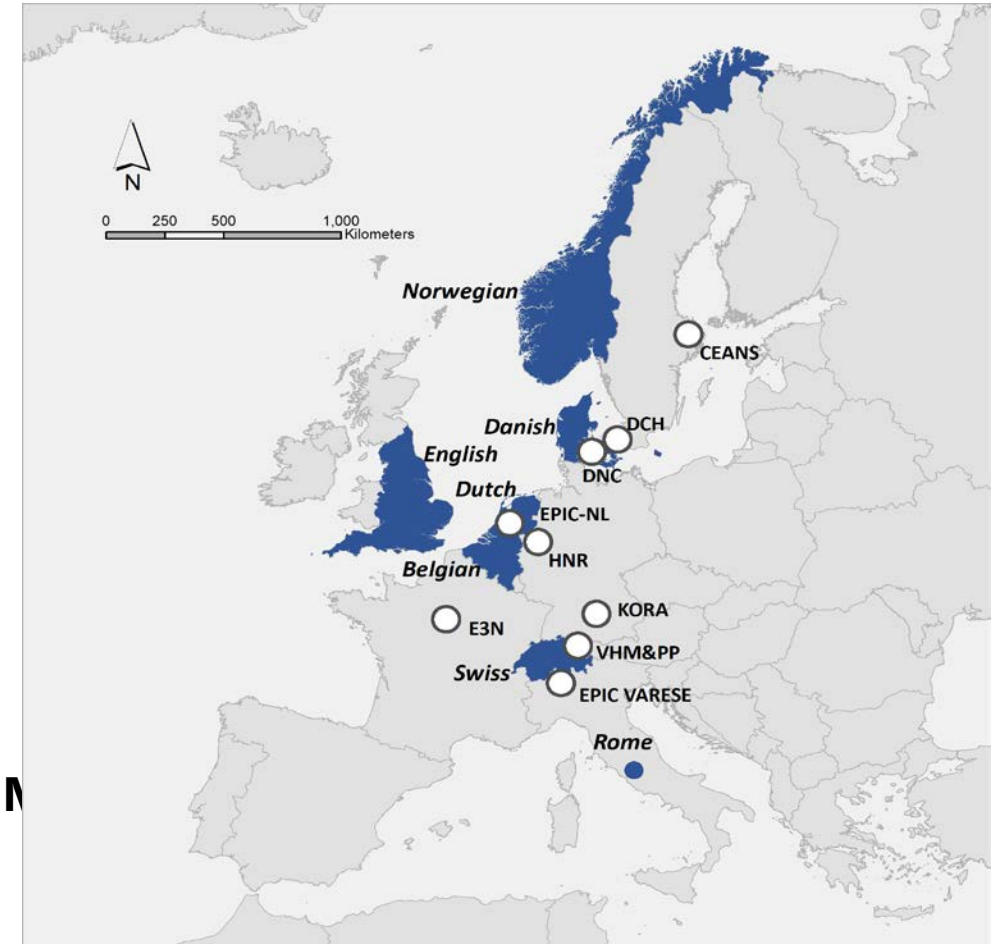 N
0 250 500 1,000
Kilometers
Norwegian
CEANS
Danish
DCH
English
DNC
Dutch
EPIC-NL
HNR
Belgian
KORA
E3N
VHM&PP
Swiss
EPIC VARESE
Rome